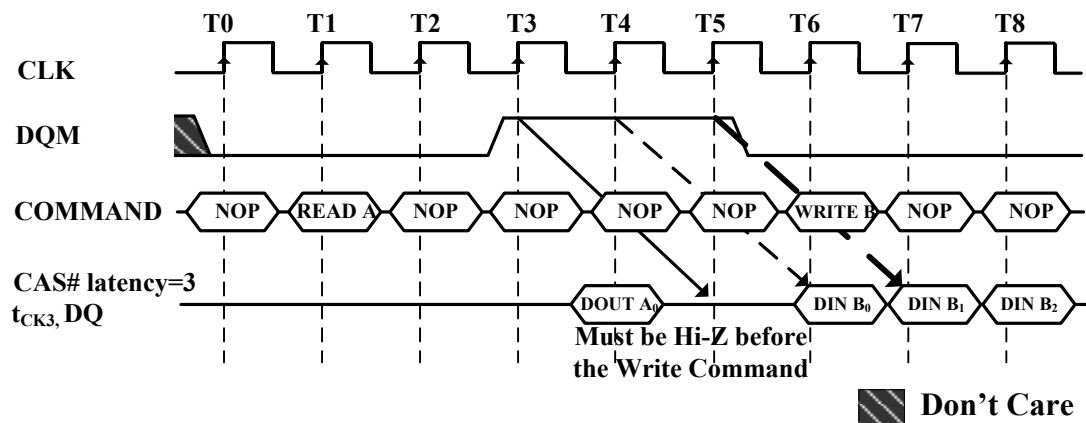 T0 T1 T2 T3 T4 T5 T6 T7 T8
CLK
DQM
COMMAND NOP READ A NOP NOP NOP NOP WRITE B NOP NOP
CAS# latency=3
tCK3, DQ DOUT A0 DIN B0 DIN B1 DIN B2
Must be Hi-Z before
the Write Command
Don't Care